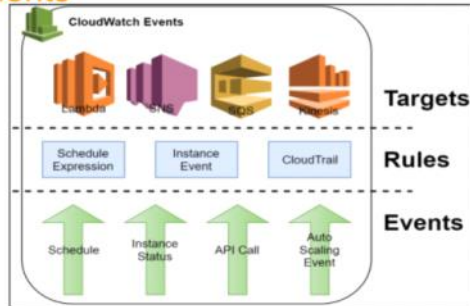 CloudWatch Events
Lambda
SNS
SQS
Kinesis
Targets
Schedule
Expression
Instance
Event
CloudTrail
Rules
Events
Schedule
Instance
Status
API Call
Auto
Scaling
Event